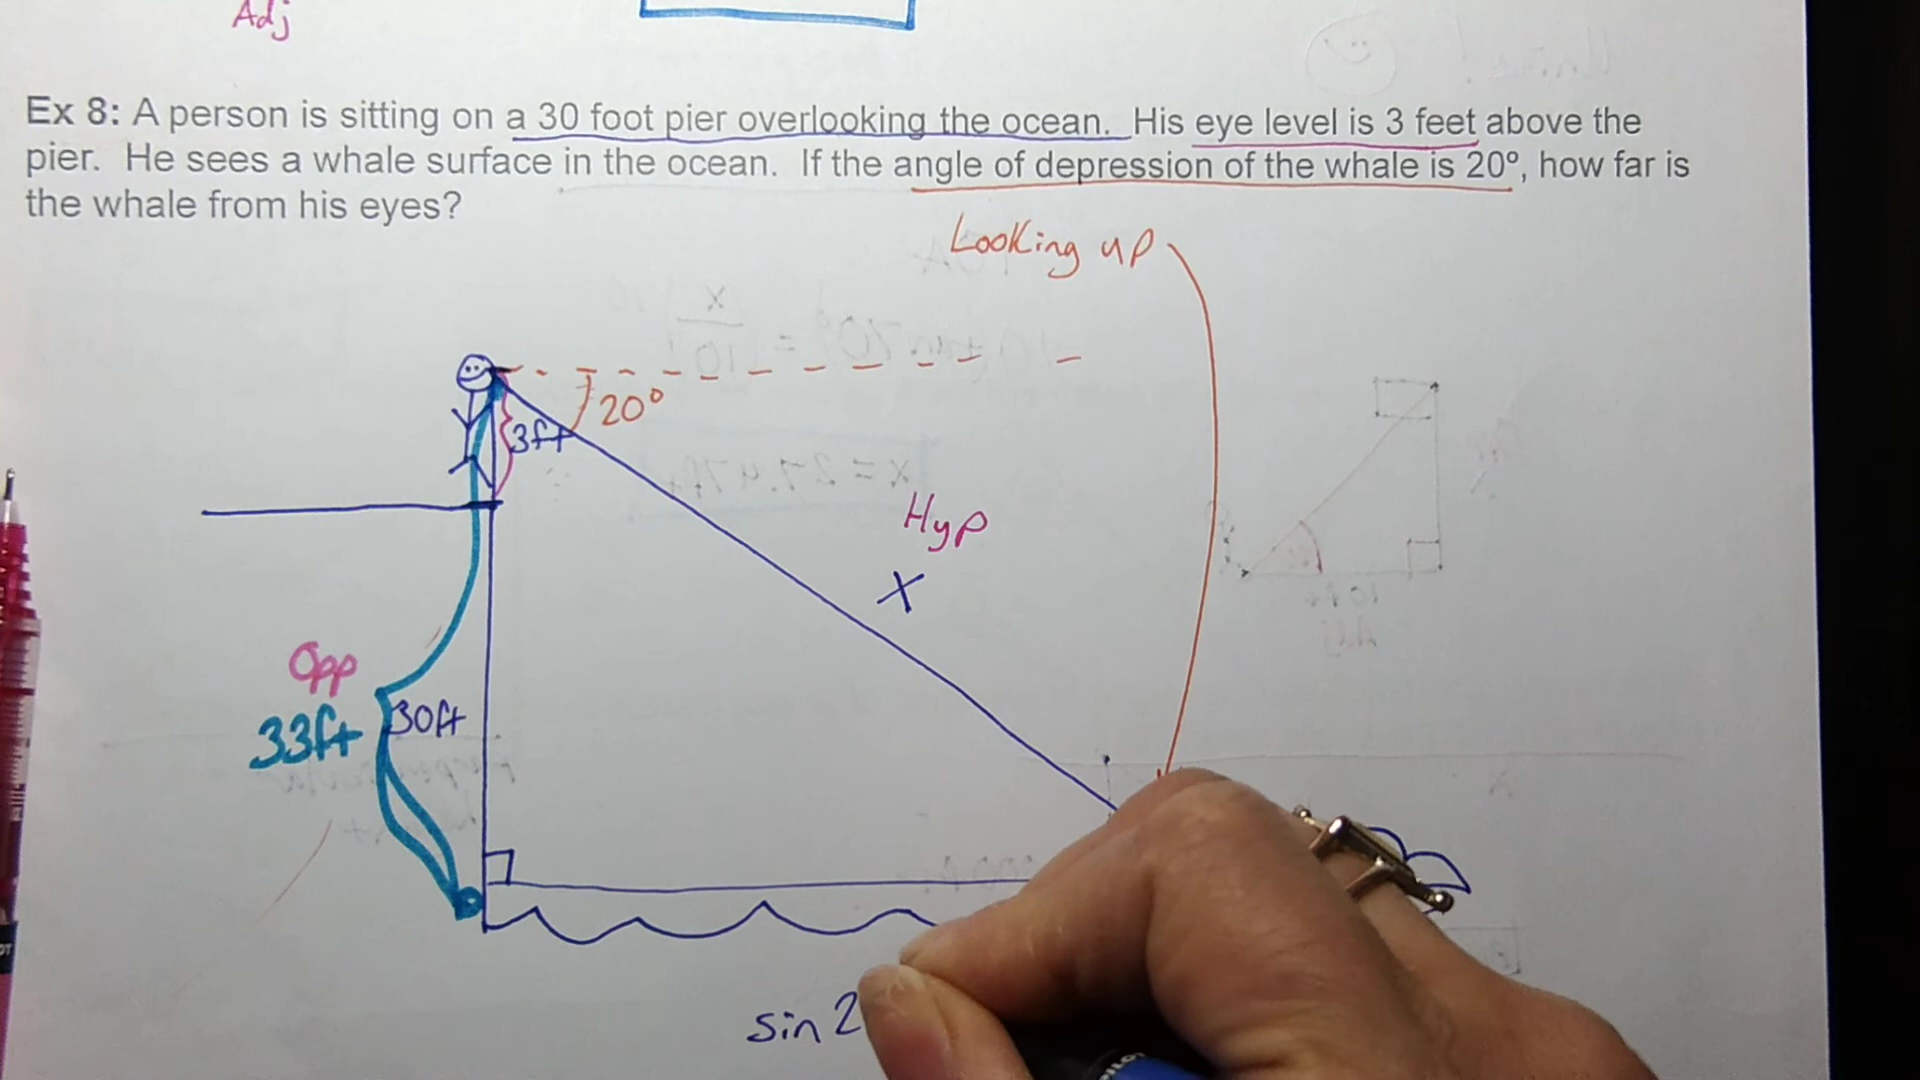 Adj
Ex 8: A person is sitting on a 30 foot pier overlooking the ocean. His eye level is 3 feet above the
pier. He sees a whale surface in the ocean. If the angle of depression of the whale is 20º, how far is
the whale from his eyes?
Looking up
20°
3ft
Hyp
X
Opp
33ft
30ft
sin 2